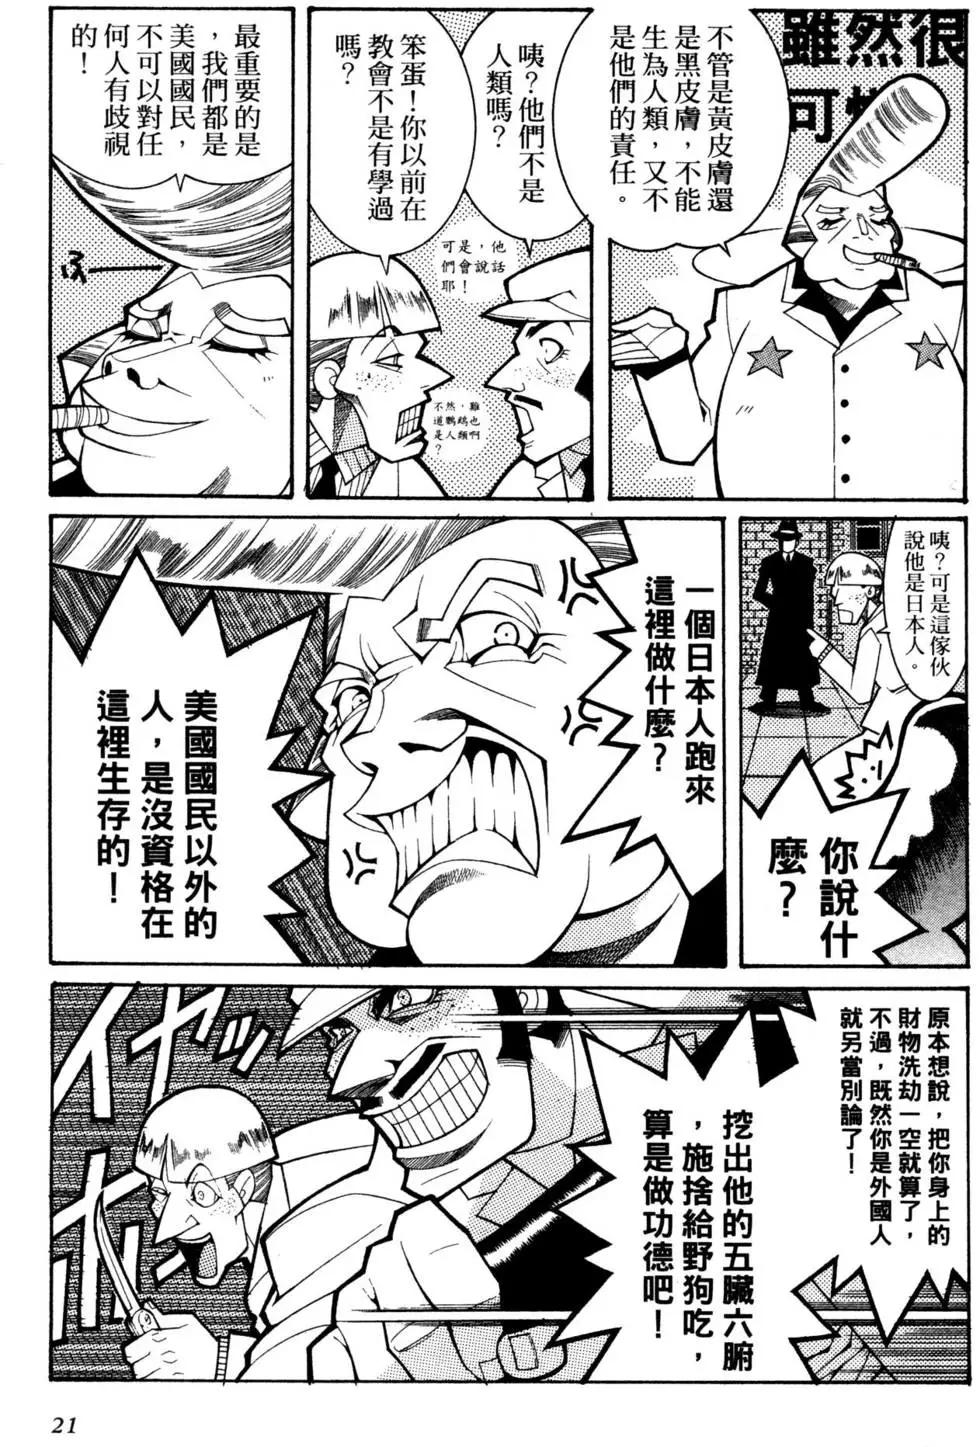 雖然很
可憐
不管是黃皮膚還
是黑皮膚，不能
生為人類，又不
是他們的責任。
咦？他們不是
人類嗎？
笨蛋！你以前在
教會不是有學過
嗎？
可是，他
們會說話
耶！
不然，難
道鸚鵡也
是人類啊
？
最重要的是
，我們都是
美國國民，
不可以對任
何人有歧視
的！
咦？可是這傢伙
說他是日本人。
你說什
麼？
一個日本人跑來
這裡做什麼？
美國國民以外的
人，是沒資格在
這裡生存的！
原本想說，把你身上的
財物洗劫一空就算了，
不過，既然你是外國人
就另當別論了！
挖出他的五臟六腑
，施捨給野狗吃，
算是做功德吧！
21